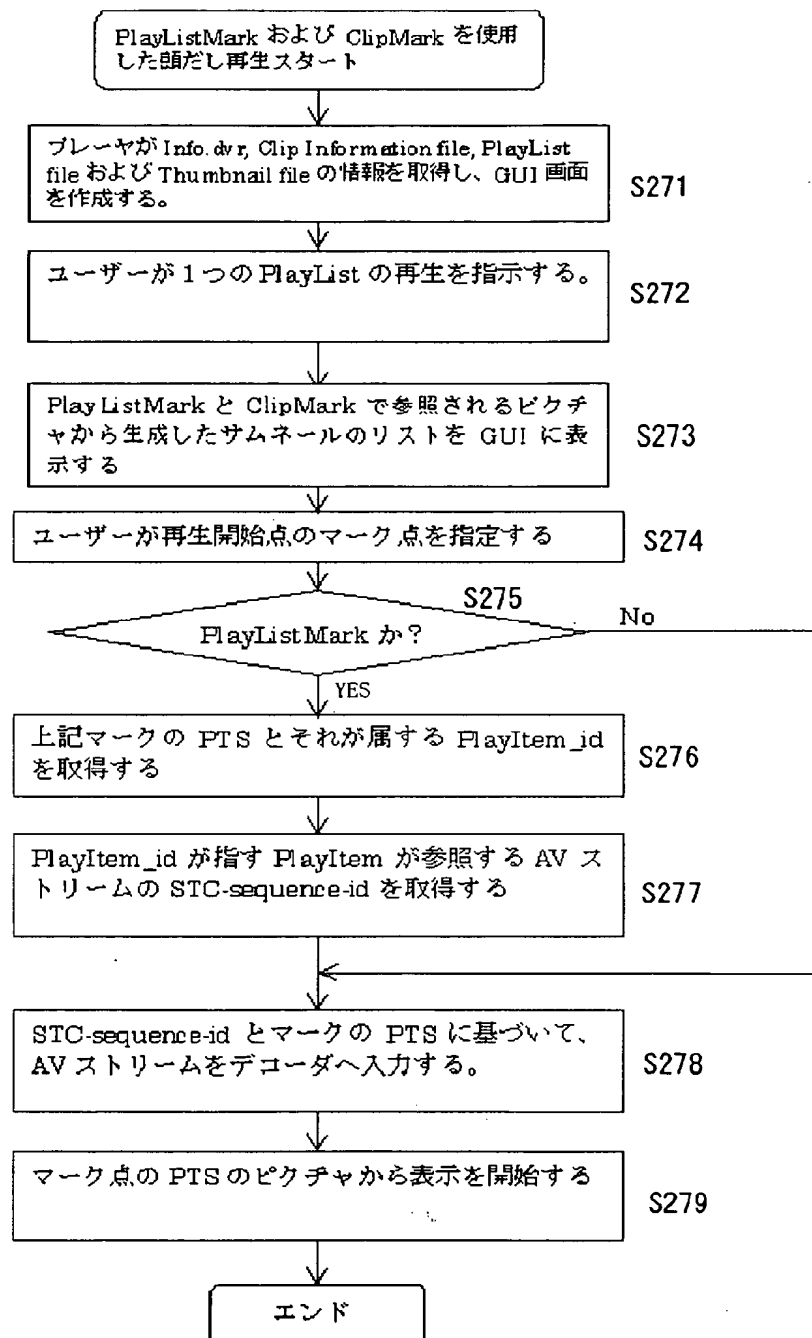 PlayListMark および ClipMark を使用
した頭だし再生スタート
プレーヤが Info.dvr, Clip Information file, PlayList
file および Thumbnail file の情報を取得し、GUI 画面
を作成する。
S271
ユーザーが1つの PlayList の再生を指示する。
S272
PlayListMark と ClipMark で参照されるピクチ
ャから生成したサムネールのリストを GUI に表
示する
S273
ユーザーが再生開始点のマーク点を指定する
S274
S275
PlayListMark か？
No
YES
上記マークの PTS とそれが属する PlayItem_id
を取得する
S276
PlayItem_id が指す PlayItem が参照する AV ス
トリームの STC-sequence-id を取得する
S277
STC-sequence-id とマークの PTS に基づいて、
AV ストリームをデコーダへ入力する。
S278
マーク点の PTS のピクチャから表示を開始する
S279
エンド